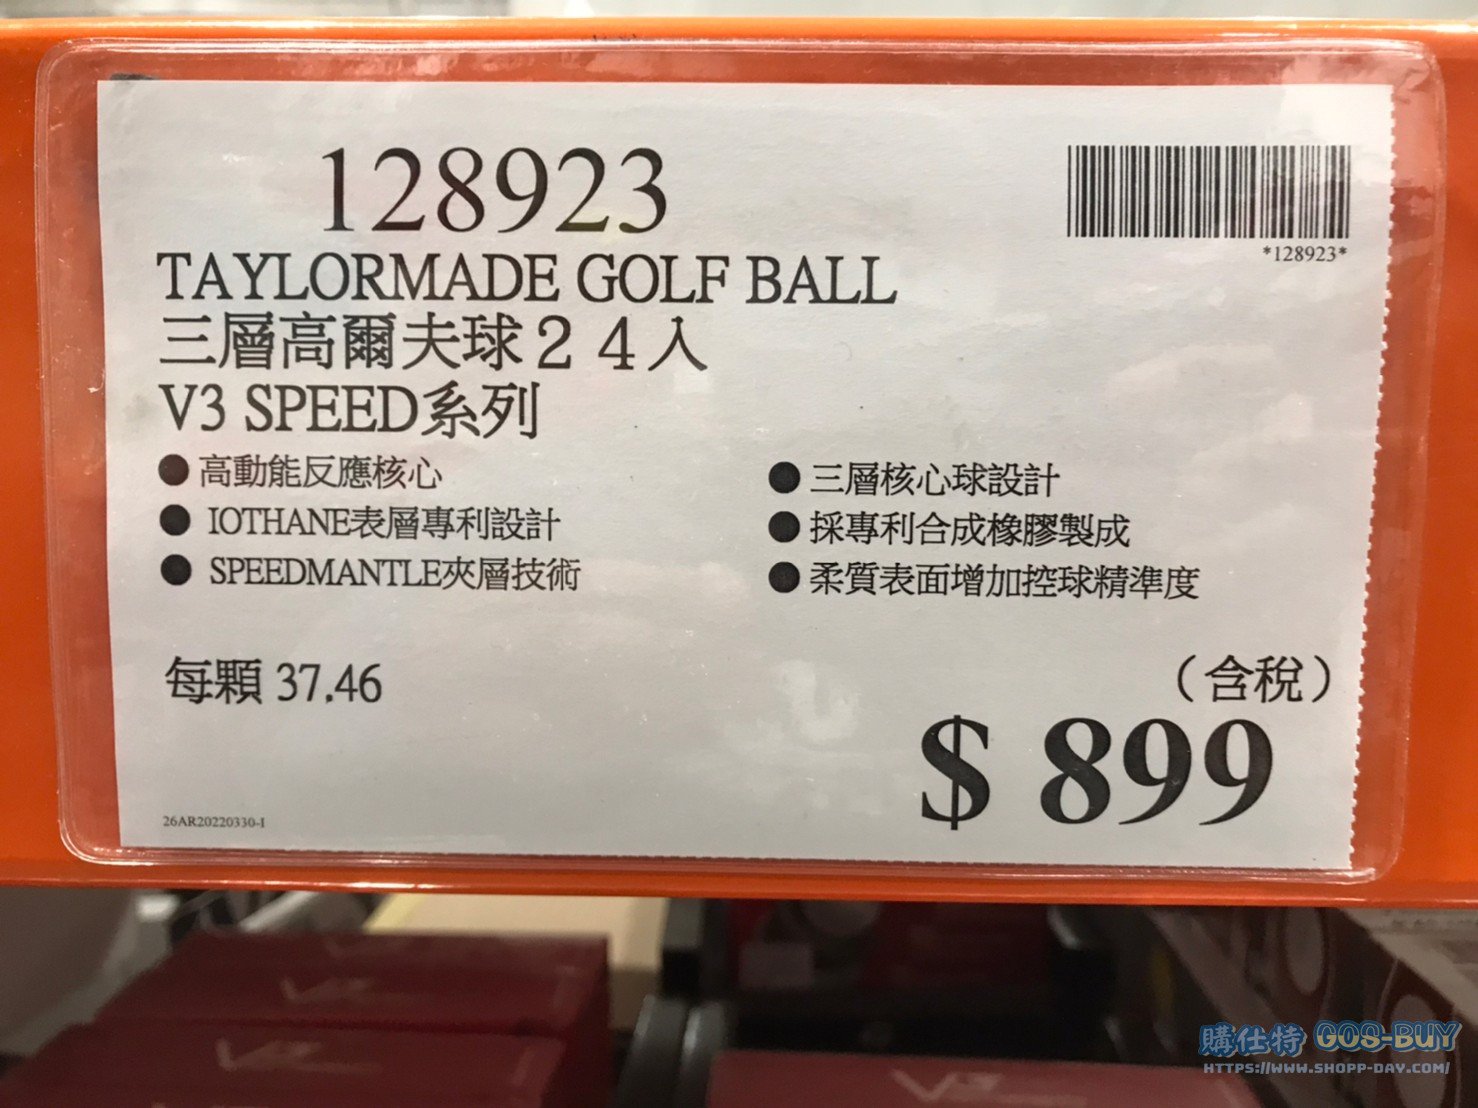 128923
*128923*
TAYLORMADE GOLF BALL
三層高爾夫球２４入
V3 SPEED系列
●高動能反應核心
●三層核心球設計
● IOTHANE表層專利設計
●採專利合成橡膠製成
● SPEEDMANTLE夾層技術
●柔質表面增加控球精準度
每顆 37.46
（含稅）
$ 899
26AR20220330-I
V3
V3
V3
購仕特 GOS-BUY
HTTPS://WWW.SHOPP-DAY.COM/